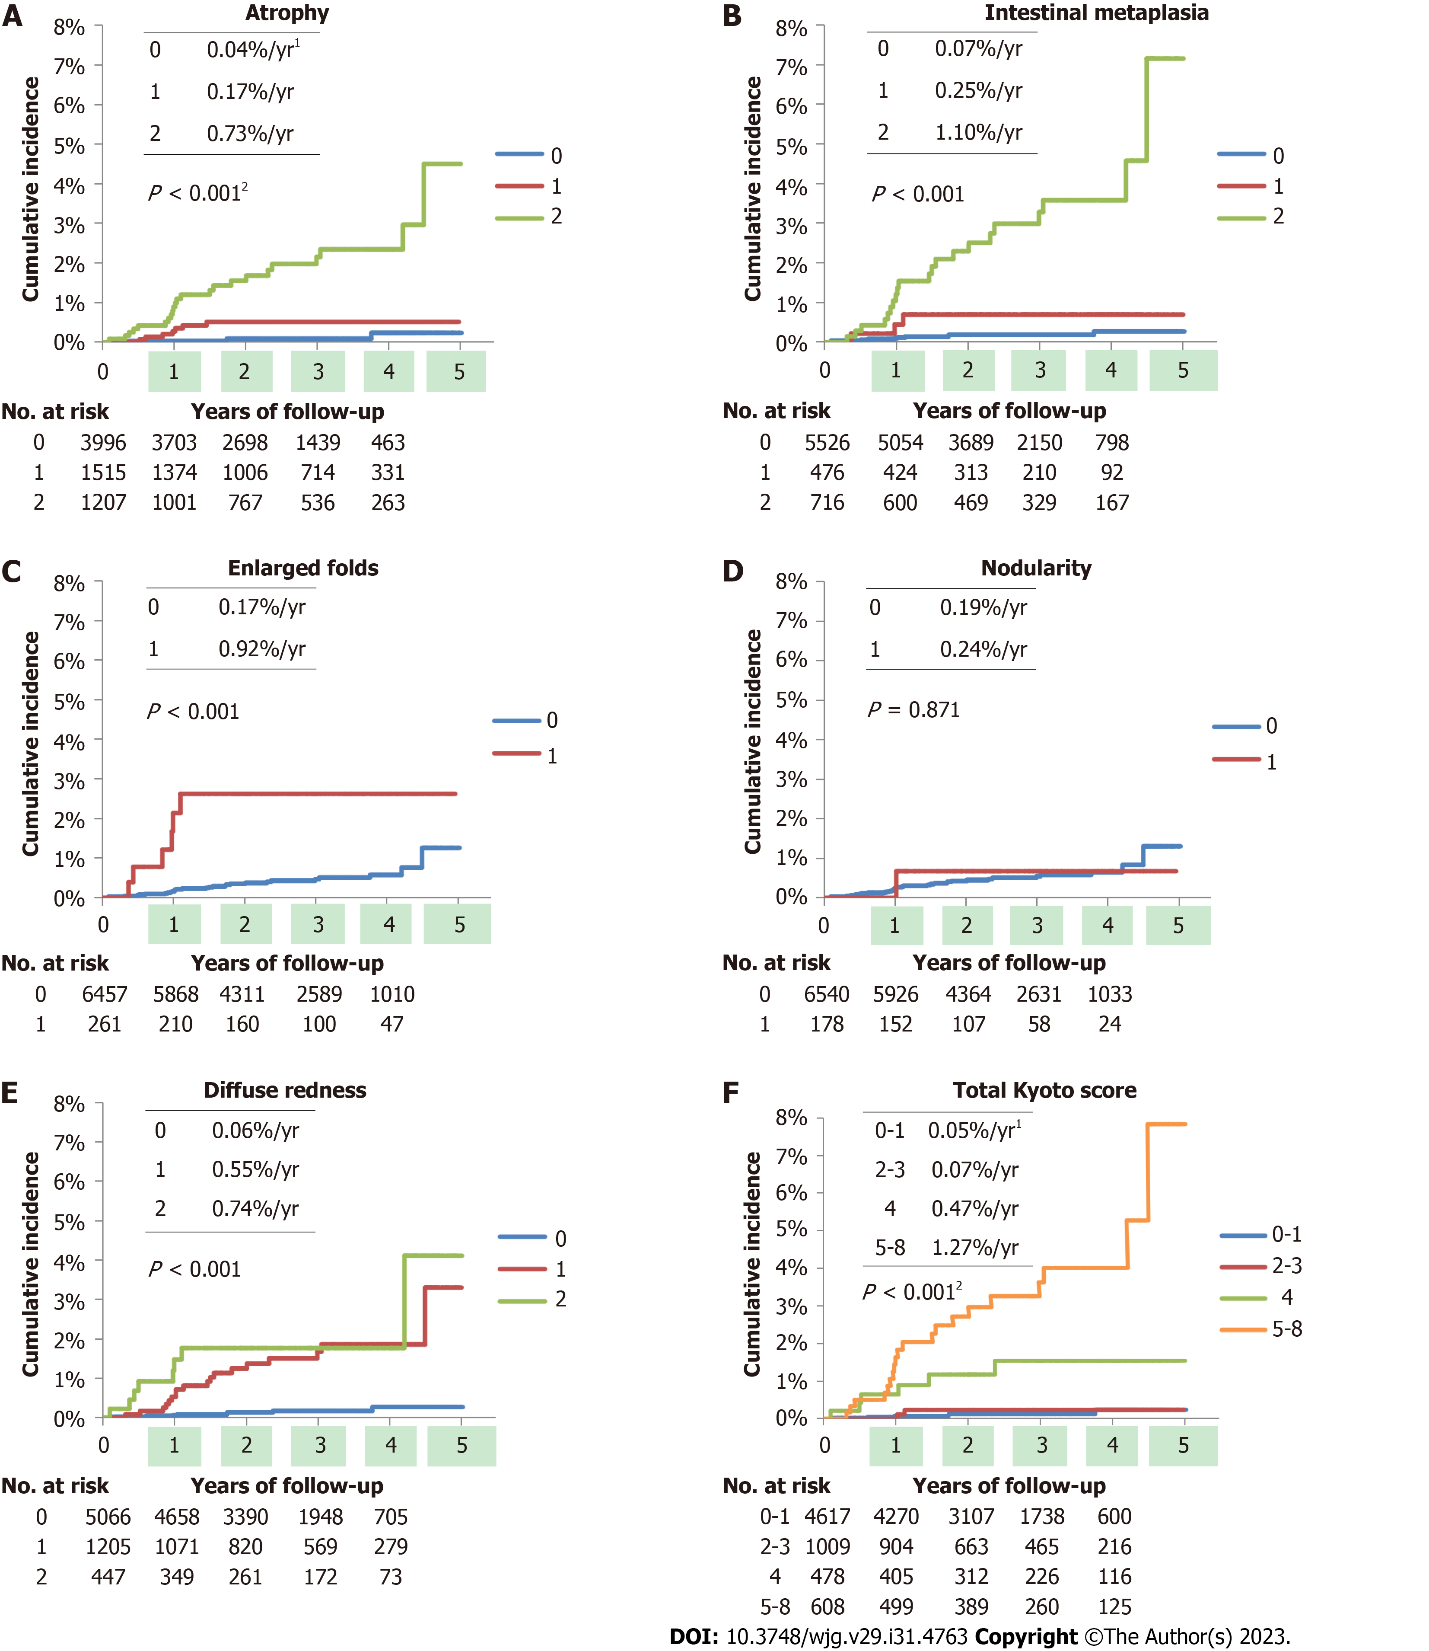 A Atrophy
8%
7%
6%
5%
4%
3%
2%
1%
0%
Cumulative incidence
0 0.04%/yr1
1 0.17%/yr
2 0.73%/yr
P < 0.0012
0
1
2
0 1 2 3 4 5
No. at risk Years of follow-up
0 3996 3703 2698 1439 463
1 1515 1374 1006 714 331
2 1207 1001 767 536 263
B Intestinal metaplasia
8%
7%
6%
5%
4%
3%
2%
1%
0%
Cumulative incidence
0 0.07%/yr
1 0.25%/yr
2 1.10%/yr
P < 0.001
0
1
2
0 1 2 3 4 5
No. at risk Years of follow-up
0 5526 5054 3689 2150 798
1 476 424 313 210 92
2 716 600 469 329 167
C Enlarged folds
8%
7%
6%
5%
4%
3%
2%
1%
0%
Cumulative incidence
0 0.17%/yr
1 0.92%/yr
P < 0.001
0
1
0 1 2 3 4 5
No. at risk Years of follow-up
0 6457 5868 4311 2589 1010
1 261 210 160 100 47
D Nodularity
8%
7%
6%
5%
4%
3%
2%
1%
0%
Cumulative incidence
0 0.19%/yr
1 0.24%/yr
P = 0.871
0
1
0 1 2 3 4 5
No. at risk Years of follow-up
0 6540 5926 4364 2631 1033
1 178 152 107 58 24
E Diffuse redness
8%
7%
6%
5%
4%
3%
2%
1%
0%
Cumulative incidence
0 0.06%/yr
1 0.55%/yr
2 0.74%/yr
P < 0.001
0
1
2
0 1 2 3 4 5
No. at risk Years of follow-up
0 5066 4658 3390 1948 705
1 1205 1071 820 569 279
2 447 349 261 172 73
F Total Kyoto score
8%
7%
6%
5%
4%
3%
2%
1%
0%
Cumulative incidence
0-1 0.05%/yr1
2-3 0.07%/yr
4 0.47%/yr
5-8 1.27%/yr
P < 0.0012
0-1
2-3
4
5-8
0 1 2 3 4 5
No. at risk Years of follow-up
0-1 4617 4270 3107 1738 600
2-3 1009 904 663 465 216
4 478 405 312 226 116
5-8 608 499 389 260 125
DOI: 10.3748/wjg.v29.i31.4763 Copyright ©The Author(s) 2023.